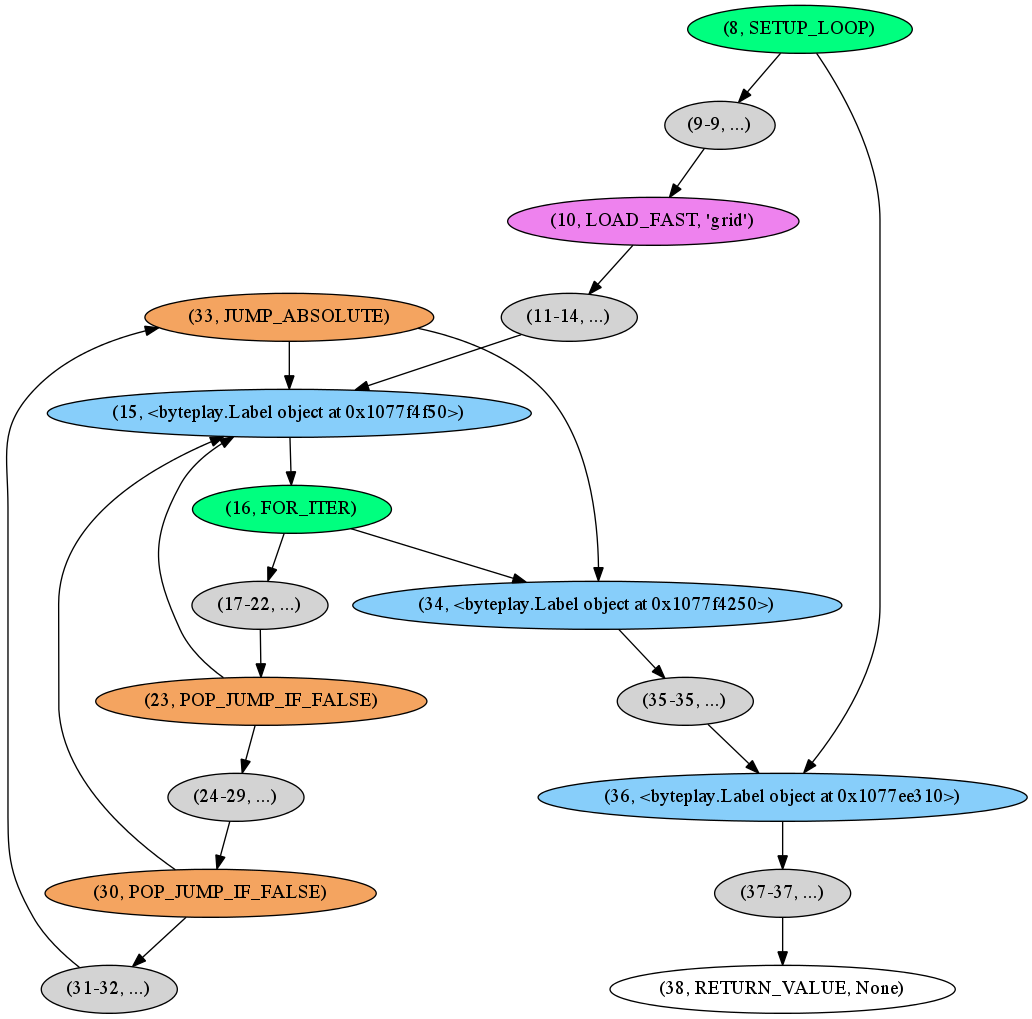 (8, SETUP_LOOP)
(9-9, ...)
(10, LOAD_FAST, 'grid')
(33, JUMP_ABSOLUTE)
(11-14, ...)
(15, <byteplay.Label object at 0x1077f4f50>)
(16, FOR_ITER)
(17-22, ...)
(34, <byteplay.Label object at 0x1077f4250>)
(23, POP_JUMP_IF_FALSE)
(35-35, ...)
(24-29, ...)
(36, <byteplay.Label object at 0x1077ee310>)
(30, POP_JUMP_IF_FALSE)
(37-37, ...)
(31-32, ...)
(38, RETURN_VALUE, None)